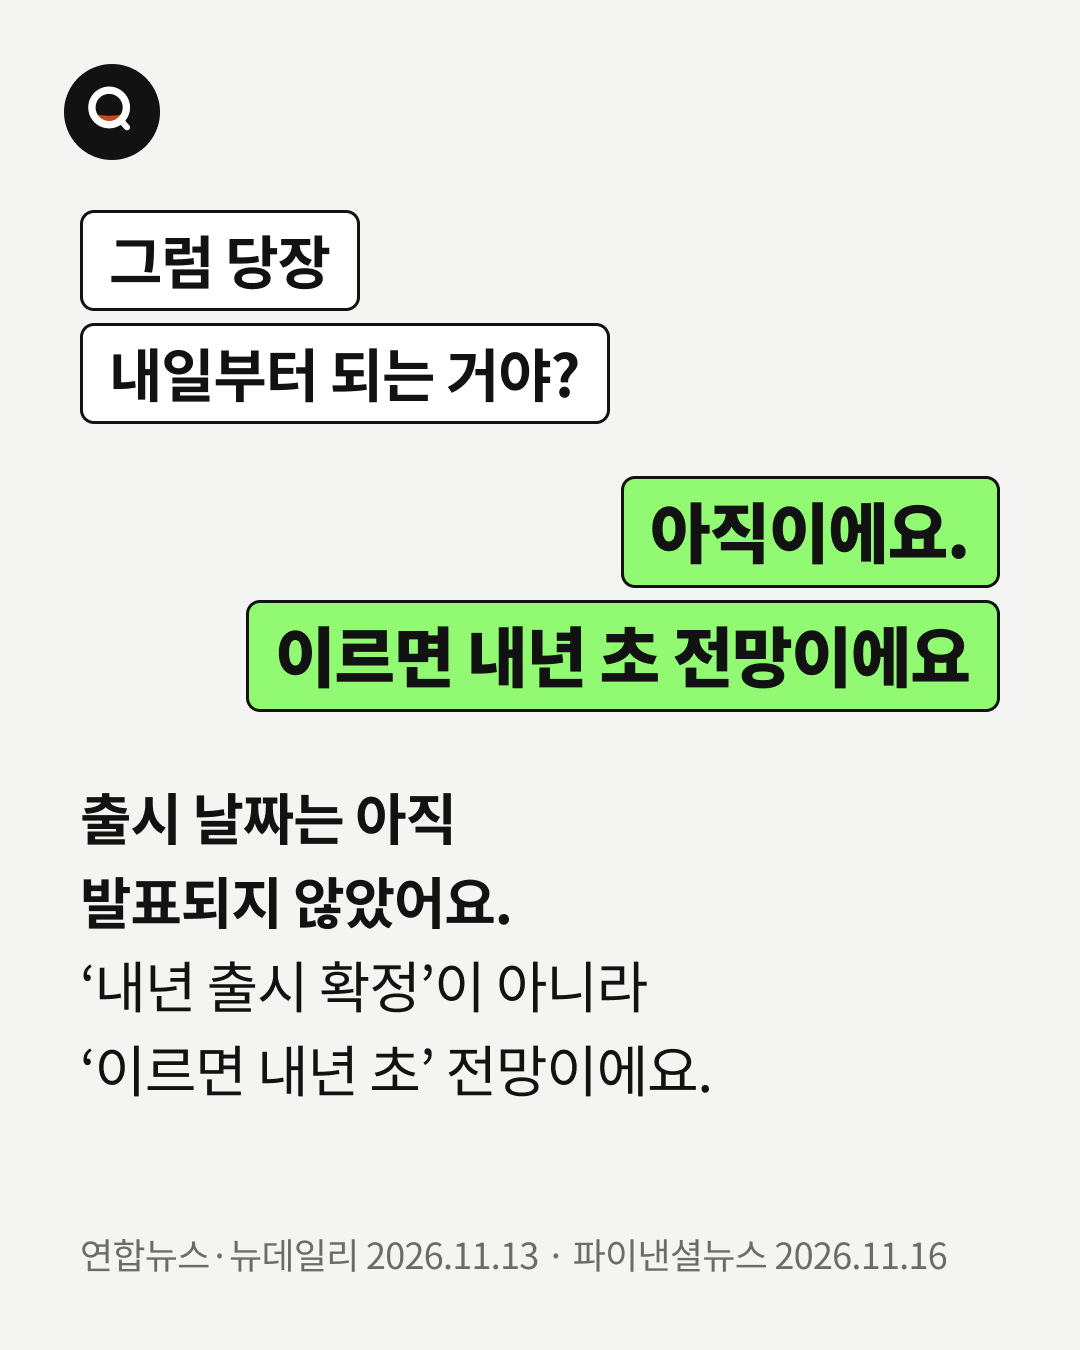 그럼 당장
내일부터 되는 거야?
아직이에요.
이르면 내년 초 전망이에요
출시 날짜는 아직
발표되지 않았어요.
‘내년 출시 확정’이 아니라
‘이르면 내년 초’ 전망이에요.
연합뉴스·뉴데일리 2026.11.13 · 파이낸셜뉴스 2026.11.16